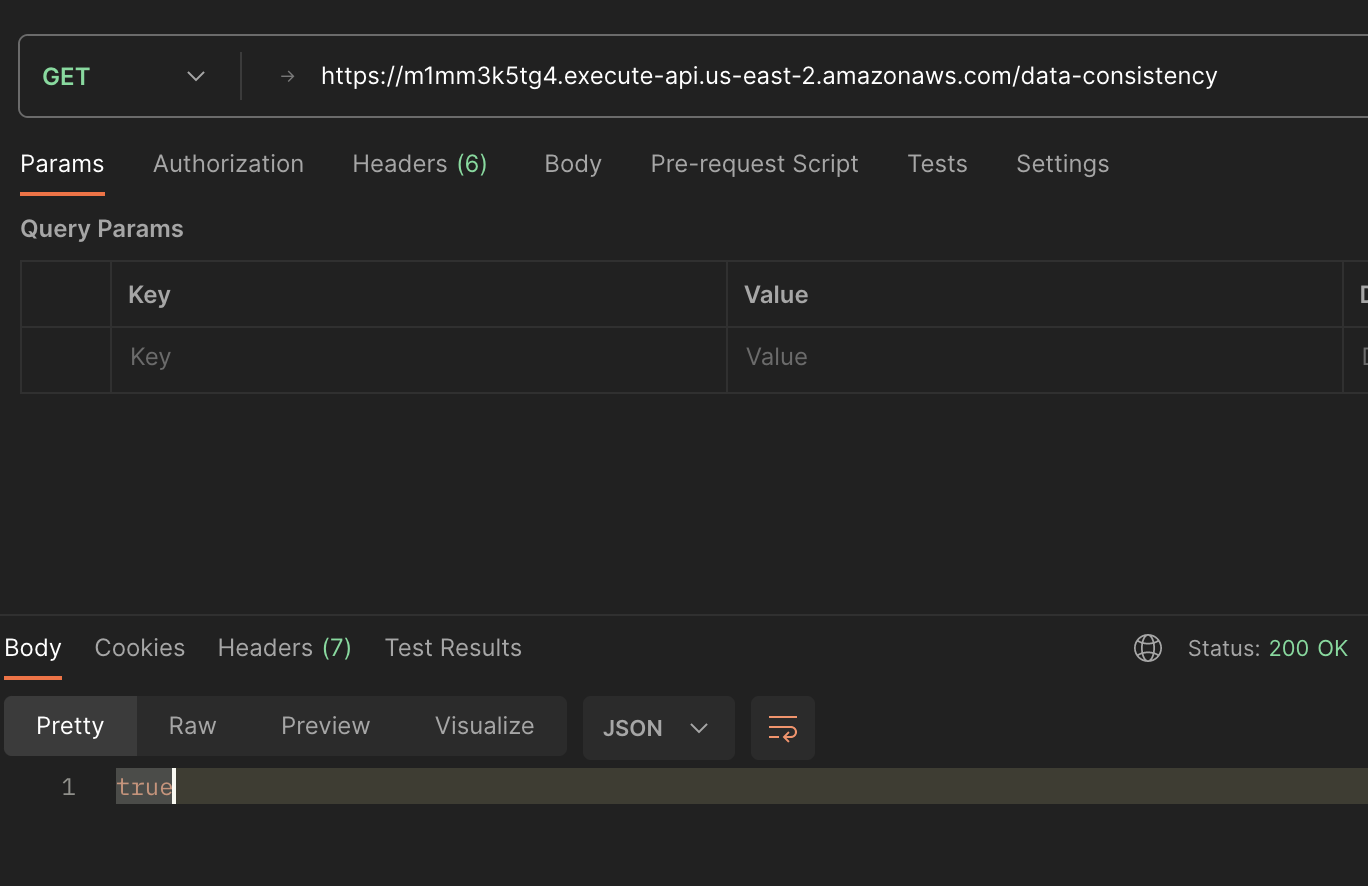 GET → https://m1mm3k5tg4.execute-api.us-east-2.amazonaws.com/data-consistency
Params Authorization Headers (6) Body Pre-request Script Tests Settings
Query Params
Key Value
Key Value
Body Cookies Headers (7) Test Results Status: 200 OK
Pretty Raw Preview Visualize JSON
1 true